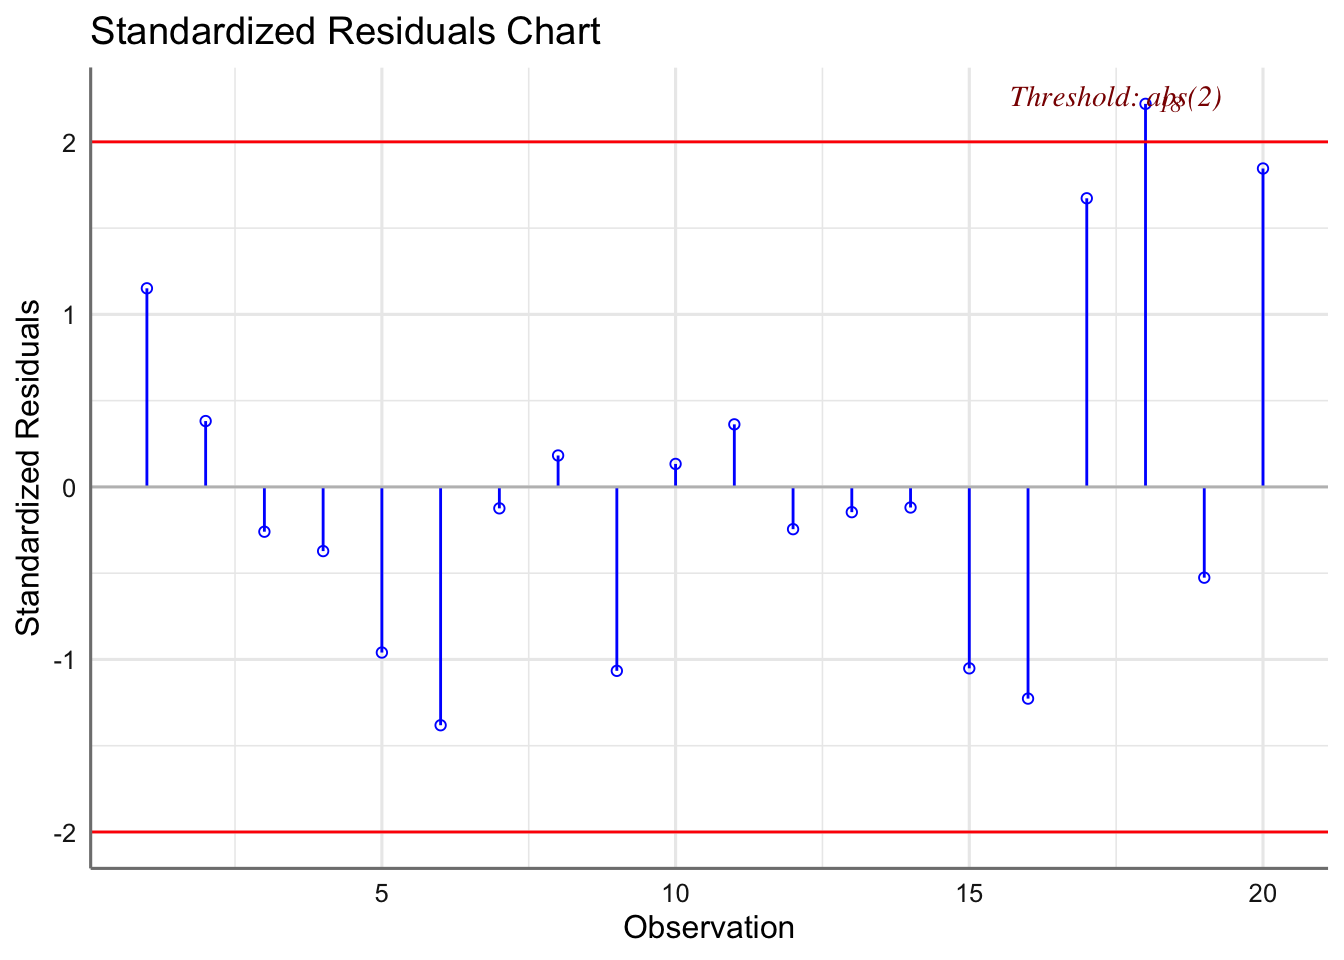 Standardized Residuals Chart
Threshold: abs(2)
18
2
1
0
-1
-2
Standardized Residuals
5 10 15 20
Observation